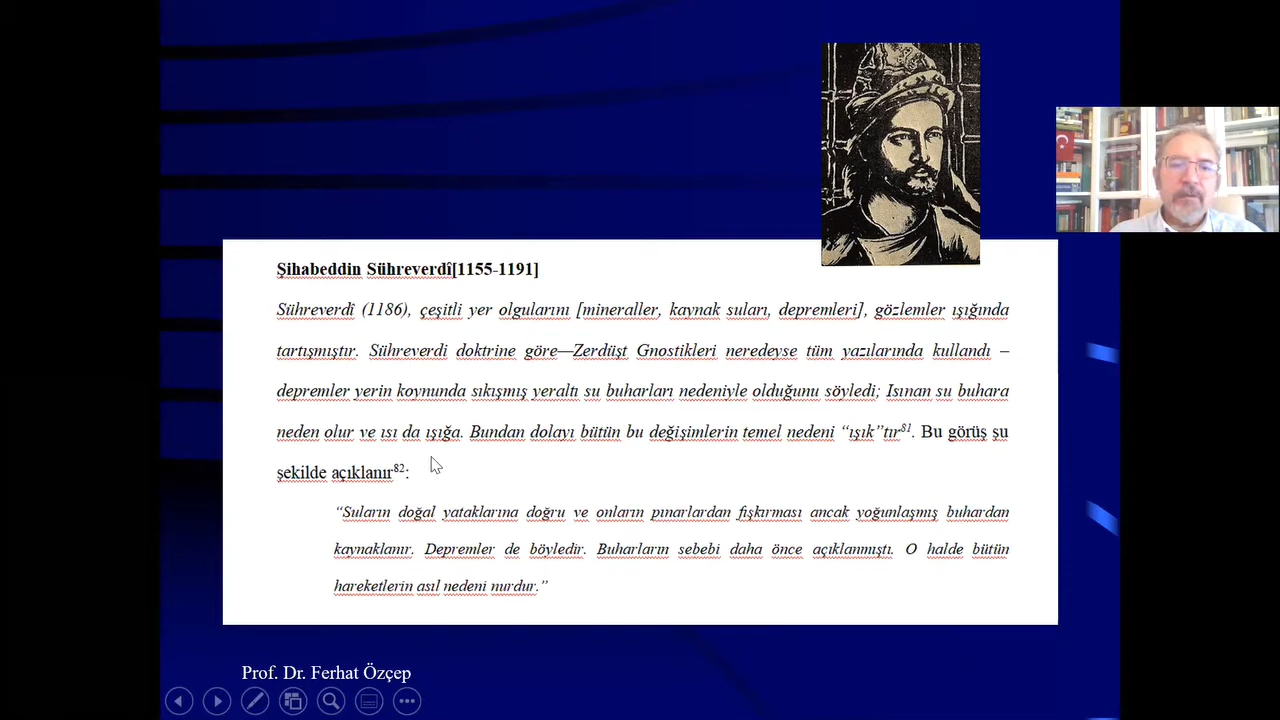 Şihabeddin Sühreverdî[1155-1191]
Sühreverdî (1186), çeşitli yer olgularını [mineraller, kaynak suları, depremleri], gözlemler ışığında
tartışmıştır. Sühreverdi doktrine göre—Zerdüşt Gnostikleri neredeyse tüm yazılarında kullandı –
depremler yerin koynunda sıkışmış yeraltı su buharları nedeniyle olduğunu söyledi; Isınan su buhara
neden olur ve ısı da ışığa. Bundan dolayı bütün bu değişimlerin temel nedeni “ışık”tır81. Bu görüş şu
şekilde açıklanır82:
“Suların doğal yataklarına doğru ve onların pınarlardan fışkırması ancak yoğunlaşmış buhardan
kaynaklanır. Depremler de böyledir. Buharların sebebi daha önce açıklanmıştı. O halde bütün
hareketlerin asıl nedeni nurdur.”
Prof. Dr. Ferhat Özçep